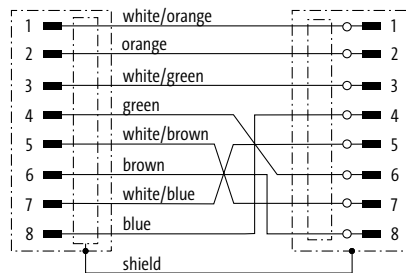 1 white/orange 1
2 orange 2
3 white/green 3
4 green 4
5 white/brown 5
6 brown 6
7 white/blue 7
8 blue 8
shield